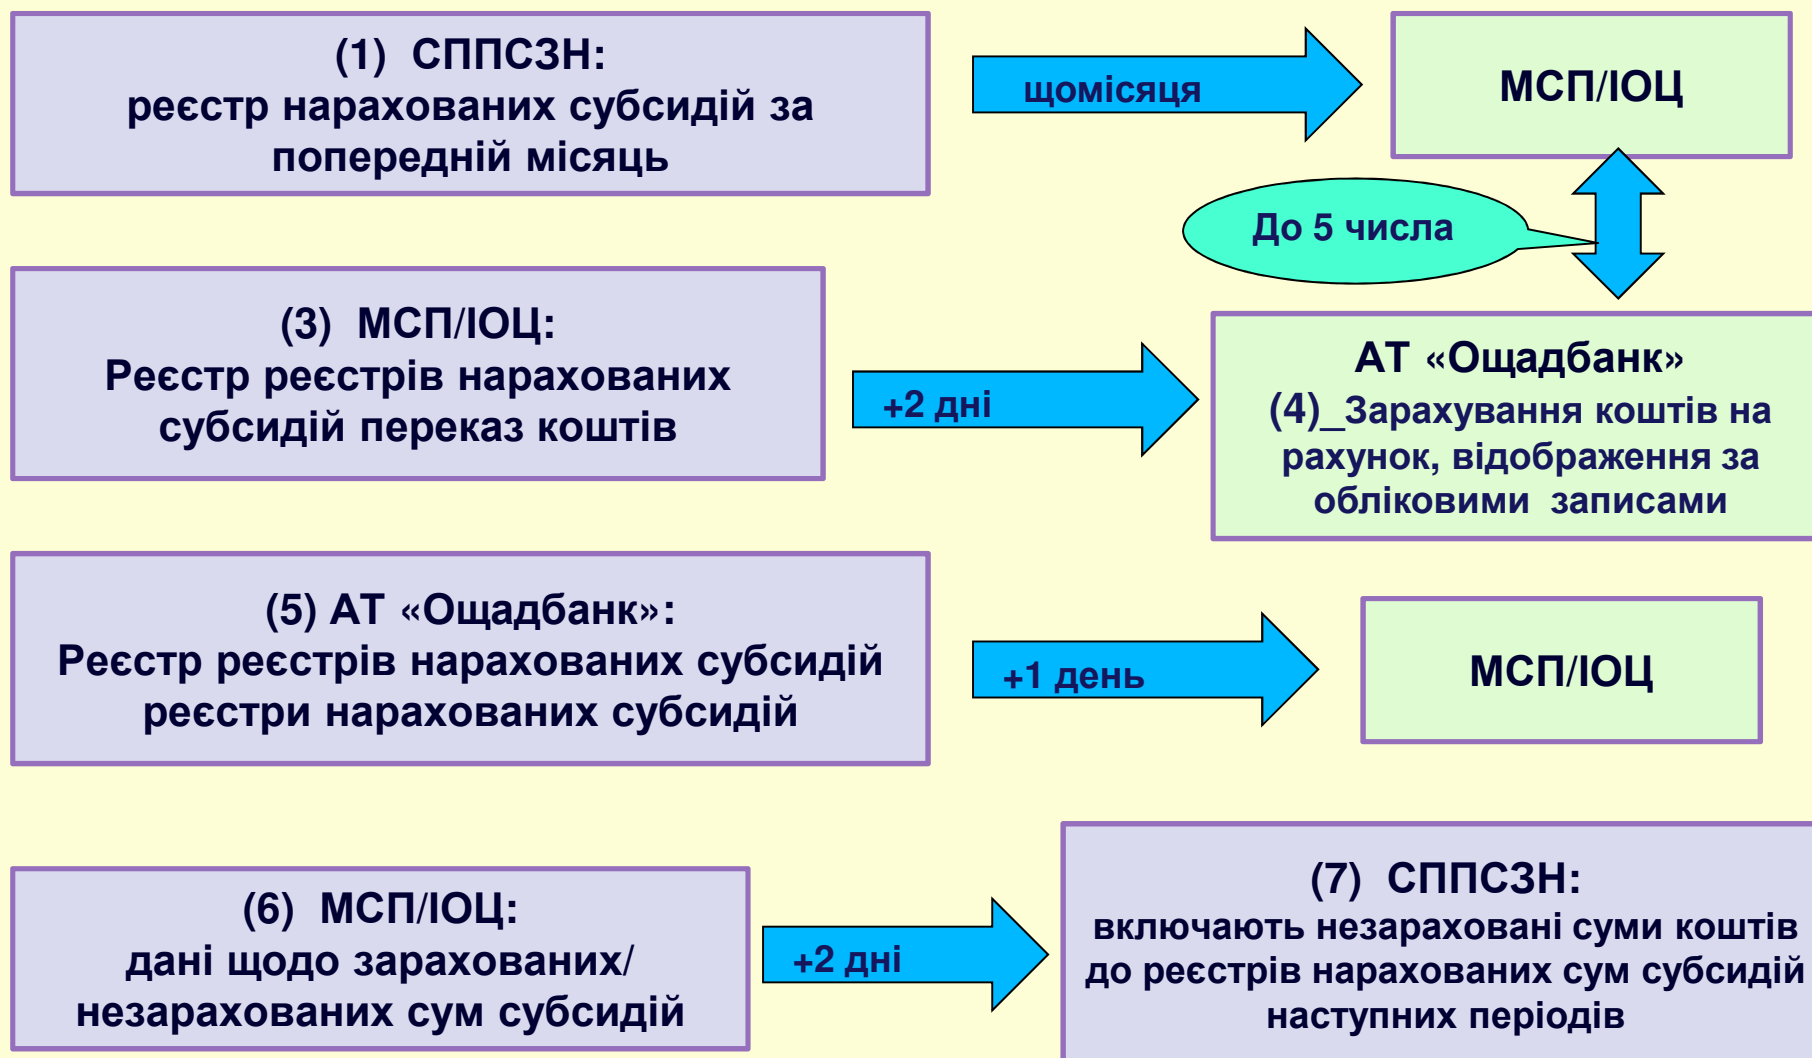 (1) СППСЗН:
реєстр нарахованих субсидій за
попередній місяць
щомісяця
МСП/ІОЦ
До 5 числа
(3) МСП/ІОЦ:
Реєстр реєстрів нарахованих
субсидій переказ коштів
+2 дні
АТ «Ощадбанк»
(4)_Зарахування коштів на
рахунок, відображення за
обліковими записами
(5) АТ «Ощадбанк»:
Реєстр реєстрів нарахованих субсидій
реєстри нарахованих субсидій
+1 день
МСП/ІОЦ
(6) МСП/ІОЦ:
дані щодо зарахованих/
незарахованих сум субсидій
+2 дні
(7) СППСЗН:
включають незараховані суми коштів
до реєстрів нарахованих сум субсидій
наступних періодів